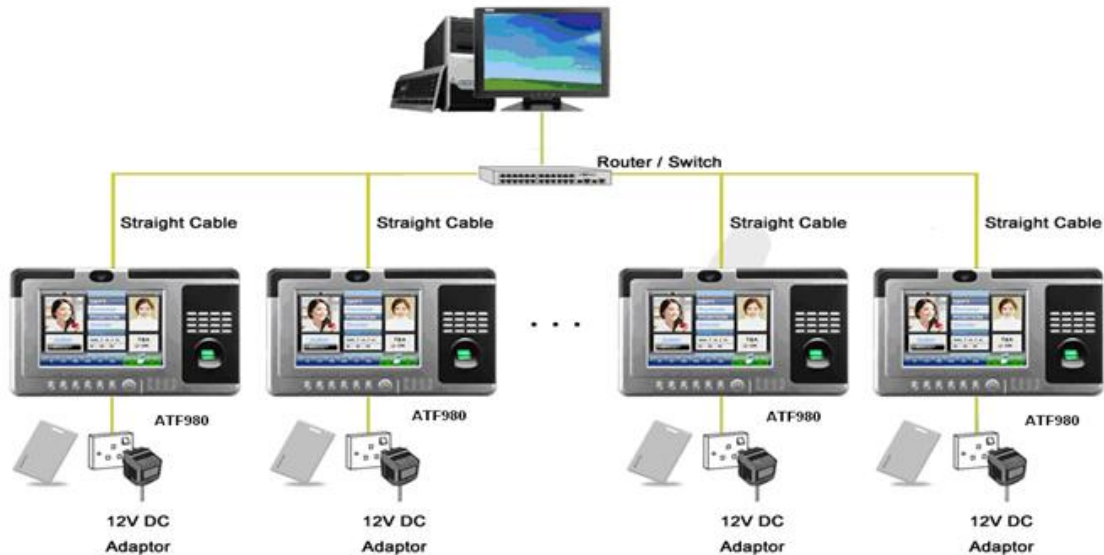 Router / Switch
Straight Cable
Straight Cable
Straight Cable
Straight Cable
. . .
ATF980
ATF980
ATF980
ATF980
12V DC
Adaptor
12V DC
Adaptor
12V DC
Adaptor
12V DC
Adaptor